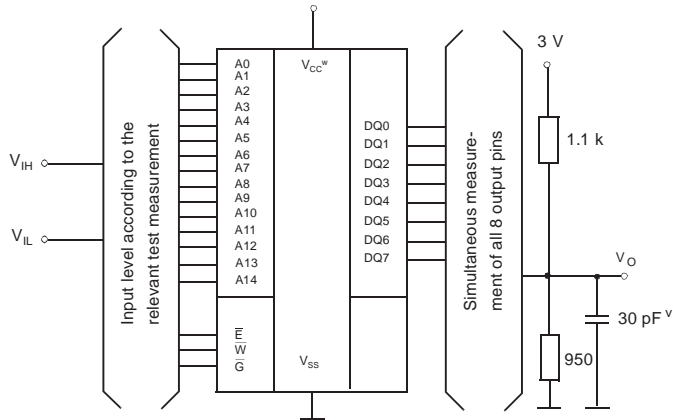 V_IH
V_IL
Input level according to the
relevant test measurement
A0
A1
A2
A3
A4
A5
A6
A7
A8
A9
A10
A11
A12
A13
A14
E̅
W̅
G̅
V_CC^w
V_SS
DQ0
DQ1
DQ2
DQ3
DQ4
DQ5
DQ6
DQ7
Simultaneous measure-
ment of all 8 output pins
3 V
1.1 k
V_O
30 pF ^v
950